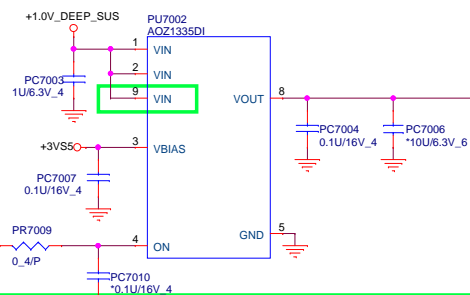 +1.0V_DEEP_SUS
PU7002
AOZ1335DI
1
VIN
PC7003
1U/6.3V_4
2
VIN
9
VIN
VOUT
8
PC7004
0.1U/16V_4
PC7006
*10U/6.3V_6
+3VS5
3
VBIAS
PC7007
0.1U/16V_4
GND
5
PR7009
0_4/P
4
ON
PC7010
*0.1U/16V_4